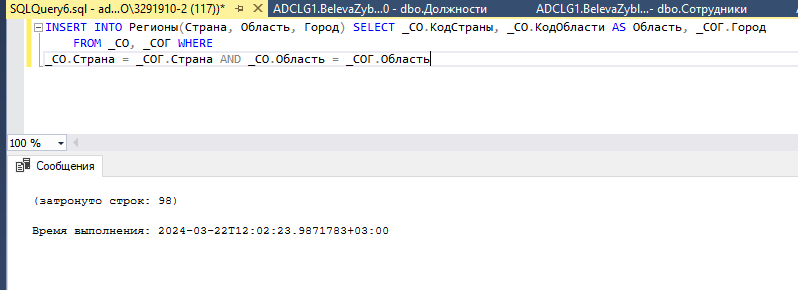 SQLQuery6.sql - ad...O\3291910-2 (117))* ADCLG1.BelevaZyb...0 - dbo.Должности ADCLG1.BelevaZybl...- dbo.Сотрудники
INSERT INTO Регионы(Страна, Область, Город) SELECT _СО.КодСтраны, _СО.КодОбласти AS Область, _СОГ.Город
FROM _СО, _СОГ WHERE
_СО.Страна = _СОГ.Страна AND _СО.Область = _СОГ.Область
100 %
Сообщения
(затронуто строк: 98)
Время выполнения: 2024-03-22T12:02:23.9871783+03:00